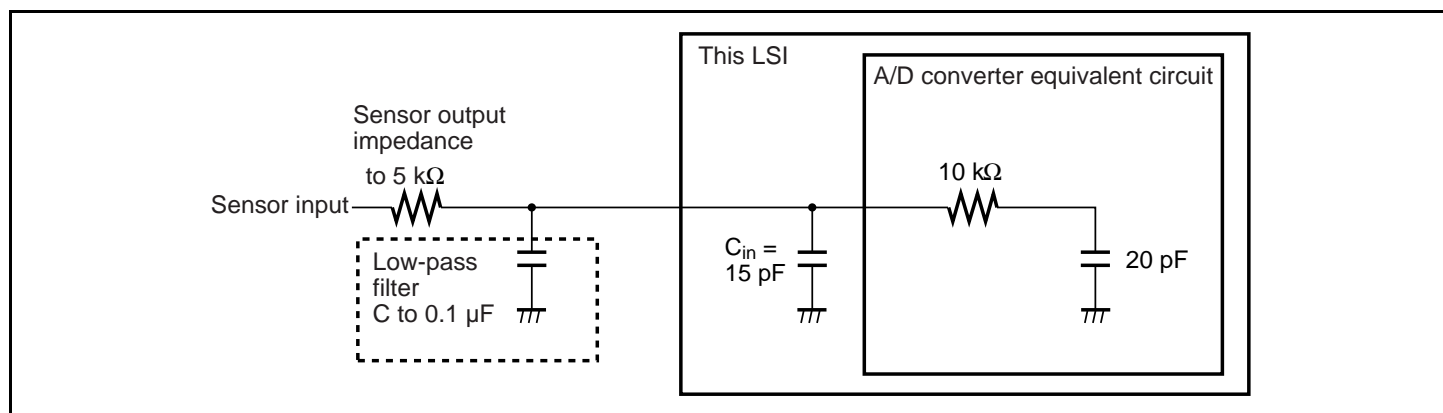 This LSI
A/D converter equivalent circuit
Sensor output
impedance
to 5 kΩ
10 kΩ
Sensor input
Low-pass
filter
C to 0.1 µF
Cin =
15 pF
20 pF